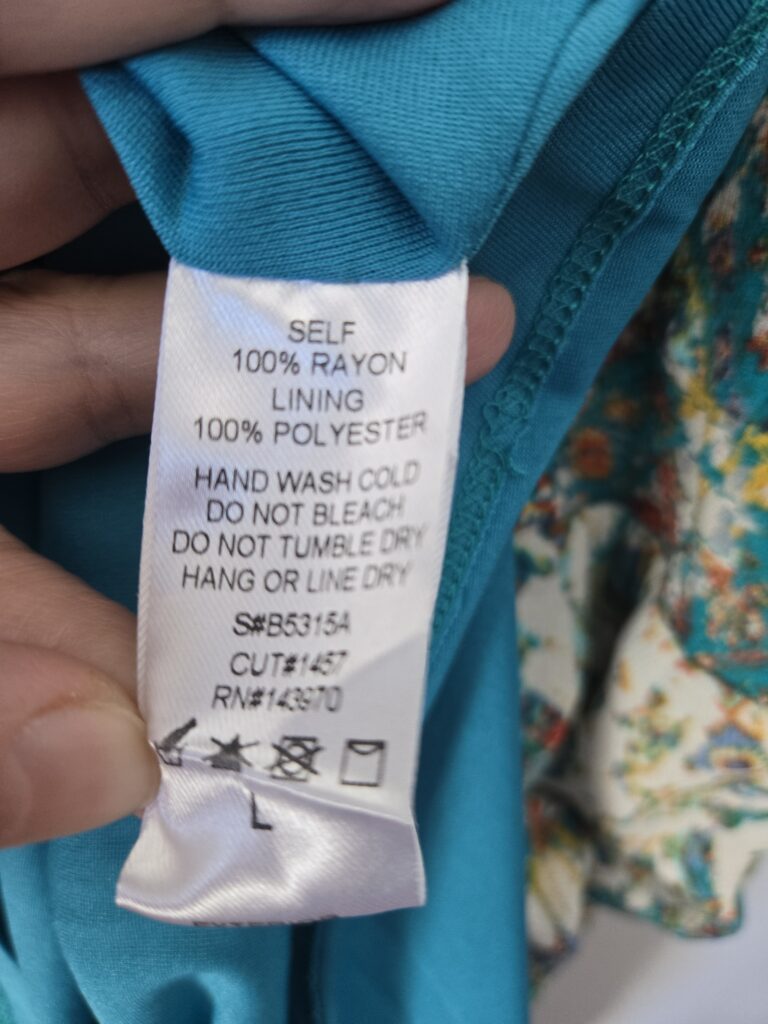 SELF
100% RAYON
LINING
100% POLYESTER
HAND WASH COLD
DO NOT BLEACH
DO NOT TUMBLE DRY
HANG OR LINE DRY
S#B5315A
CUT#1457
RN#143970
L